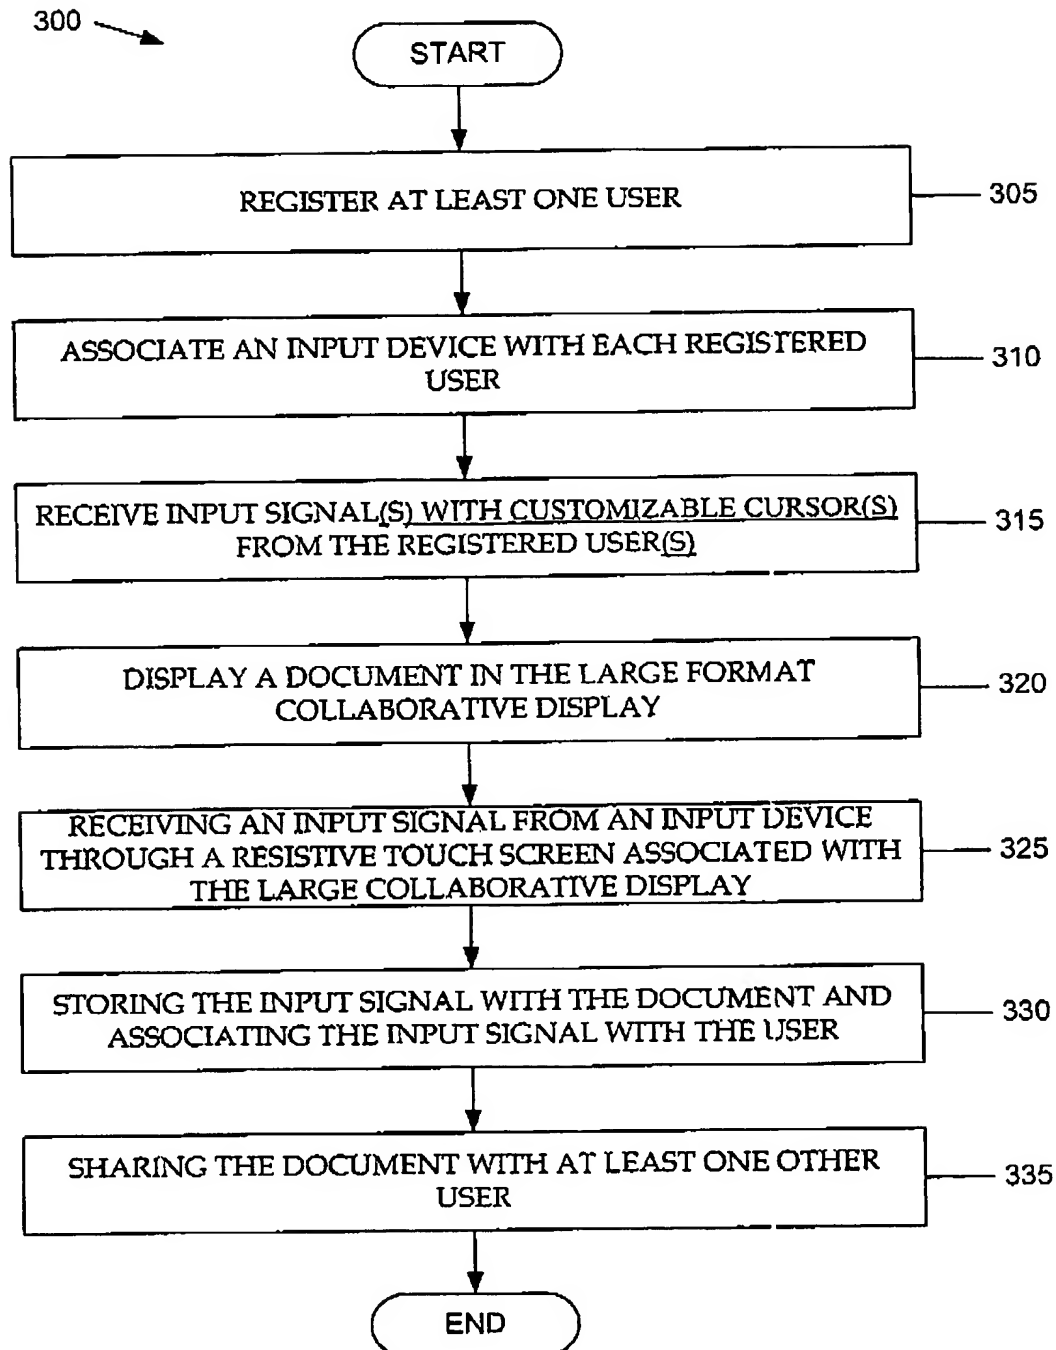 300
START
REGISTER AT LEAST ONE USER
305
ASSOCIATE AN INPUT DEVICE WITH EACH REGISTERED
USER
310
RECEIVE INPUT SIGNAL(S) WITH CUSTOMIZABLE CURSOR(S)
FROM THE REGISTERED USER(S)
315
DISPLAY A DOCUMENT IN THE LARGE FORMAT
COLLABORATIVE DISPLAY
320
RECEIVING AN INPUT SIGNAL FROM AN INPUT DEVICE
THROUGH A RESISTIVE TOUCH SCREEN ASSOCIATED WITH
THE LARGE COLLABORATIVE DISPLAY
325
STORING THE INPUT SIGNAL WITH THE DOCUMENT AND
ASSOCIATING THE INPUT SIGNAL WITH THE USER
330
SHARING THE DOCUMENT WITH AT LEAST ONE OTHER
USER
335
END